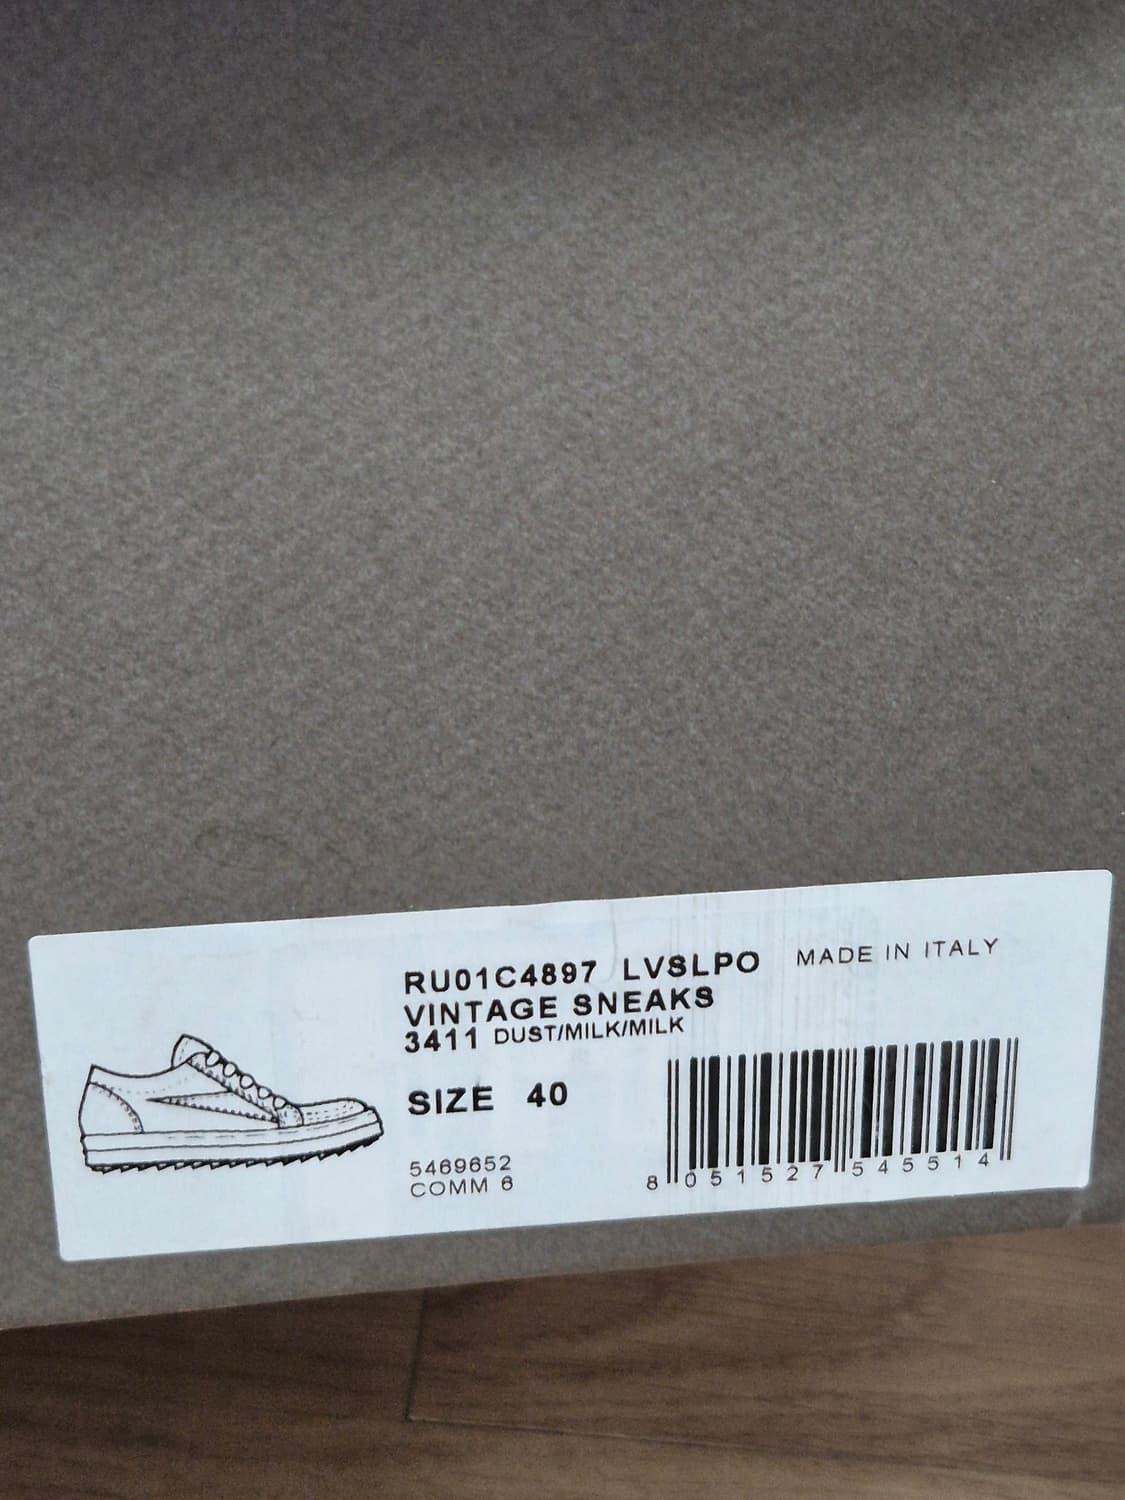 RU01C4897 LVSLPO MADE IN ITALY
VINTAGE SNEAKS
3411 DUST/MILK/MILK
SIZE 40
5469652
COMM 6
8 051527 545514